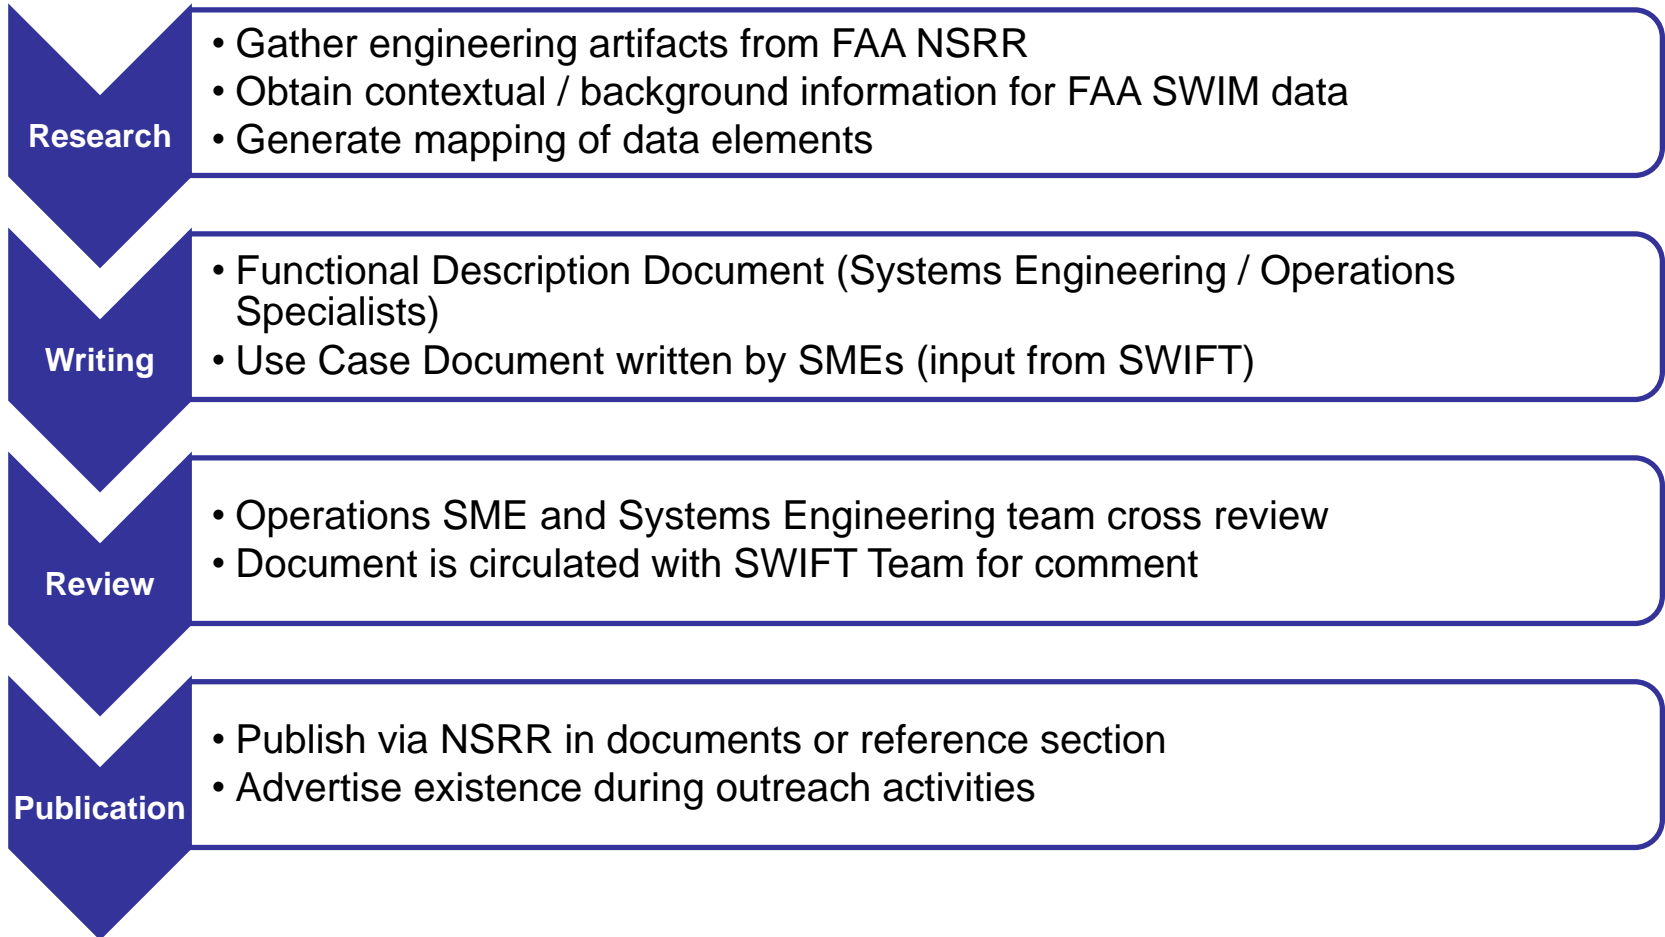 Research
• Gather engineering artifacts from FAA NSRR
• Obtain contextual / background information for FAA SWIM data
• Generate mapping of data elements
Writing
• Functional Description Document (Systems Engineering / Operations
Specialists)
• Use Case Document written by SMEs (input from SWIFT)
Review
• Operations SME and Systems Engineering team cross review
• Document is circulated with SWIFT Team for comment
Publication
• Publish via NSRR in documents or reference section
• Advertise existence during outreach activities